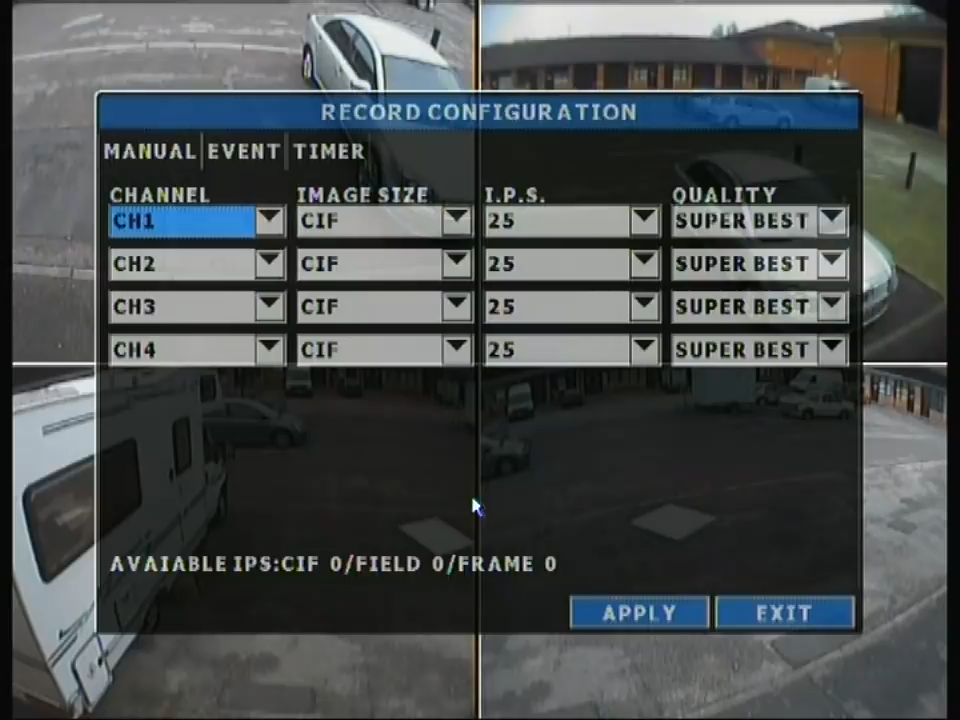 RECORD CONFIGURATION
MANUAL EVENT TIMER
CHANNEL IMAGE SIZE I.P.S. QUALITY
CH1 CIF 25 SUPER BEST
CH2 CIF 25 SUPER BEST
CH3 CIF 25 SUPER BEST
CH4 CIF 25 SUPER BEST
AVAIABLE IPS:CIF 0/FIELD 0/FRAME 0
APPLY EXIT